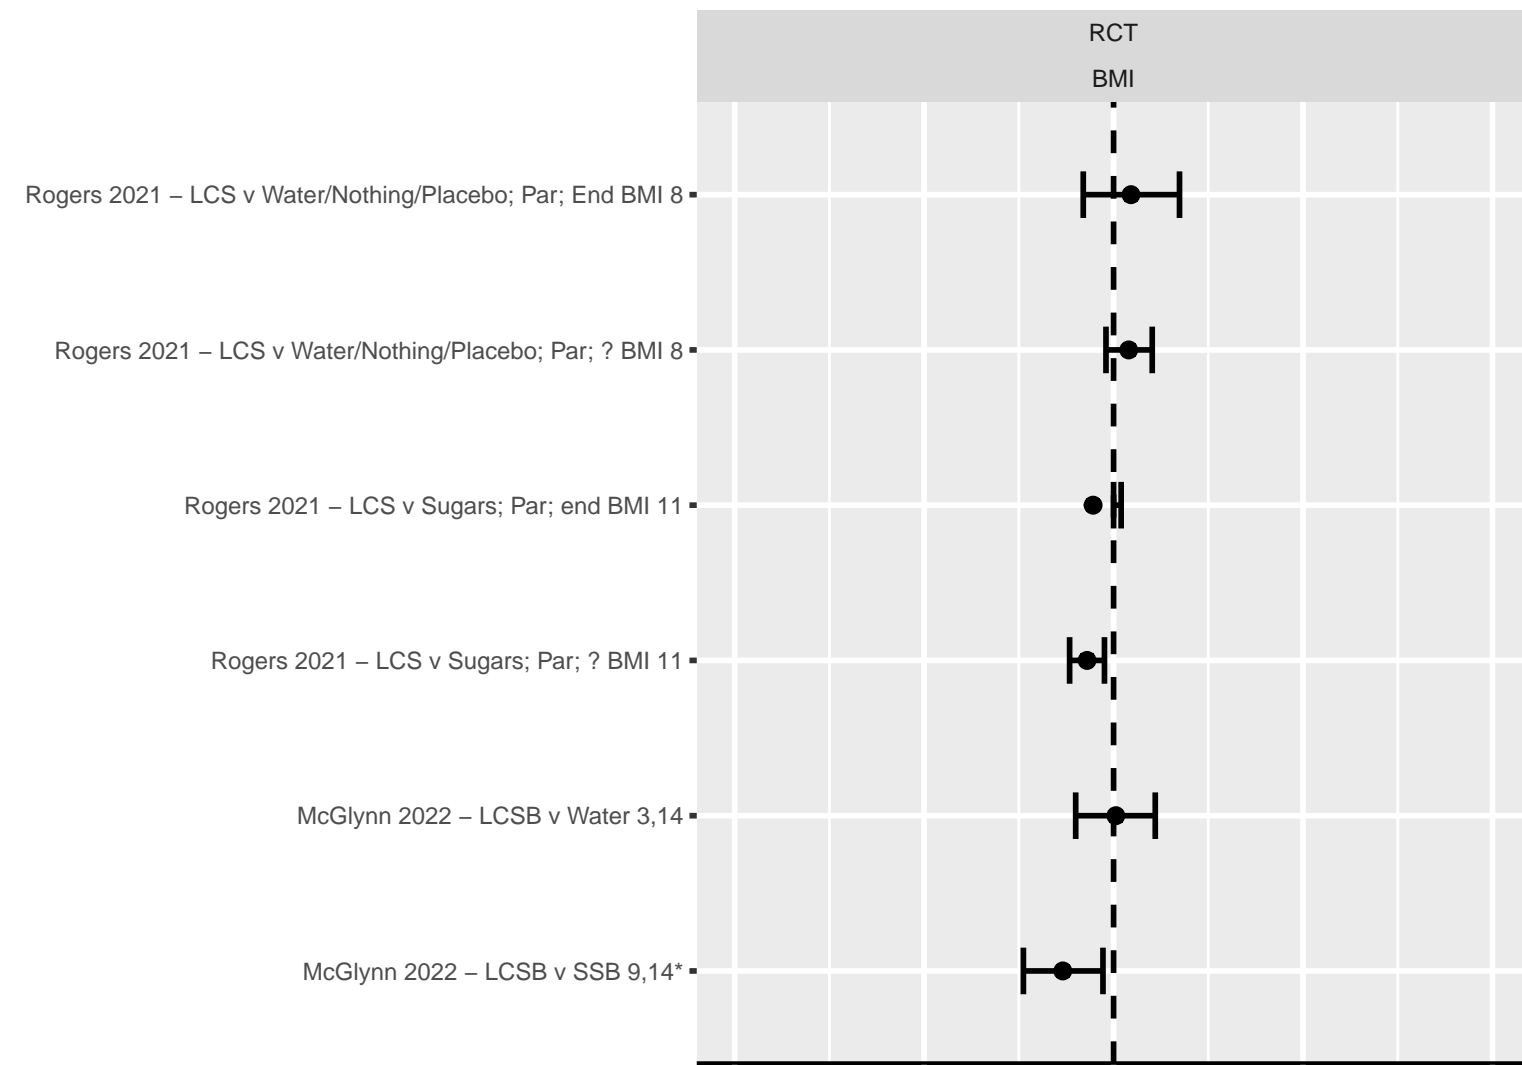 RCT
BMI
Rogers 2021 – LCS v Water/Nothing/Placebo; Par; End BMI 8
Rogers 2021 – LCS v Water/Nothing/Placebo; Par; ? BMI 8
Rogers 2021 – LCS v Sugars; Par; end BMI 11
Rogers 2021 – LCS v Sugars; Par; ? BMI 11
McGlynn 2022 – LCSB v Water 3,14
McGlynn 2022 – LCSB v SSB 9,14*